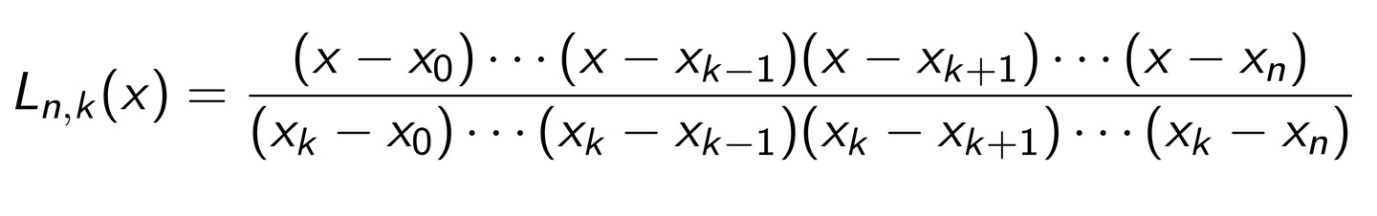 L_{n,k}(x) = \frac{(x - x_0) \cdots (x - x_{k-1})(x - x_{k+1}) \cdots (x - x_n)}{(x_k - x_0) \cdots (x_k - x_{k-1})(x_k - x_{k+1}) \cdots (x_k - x_n)}